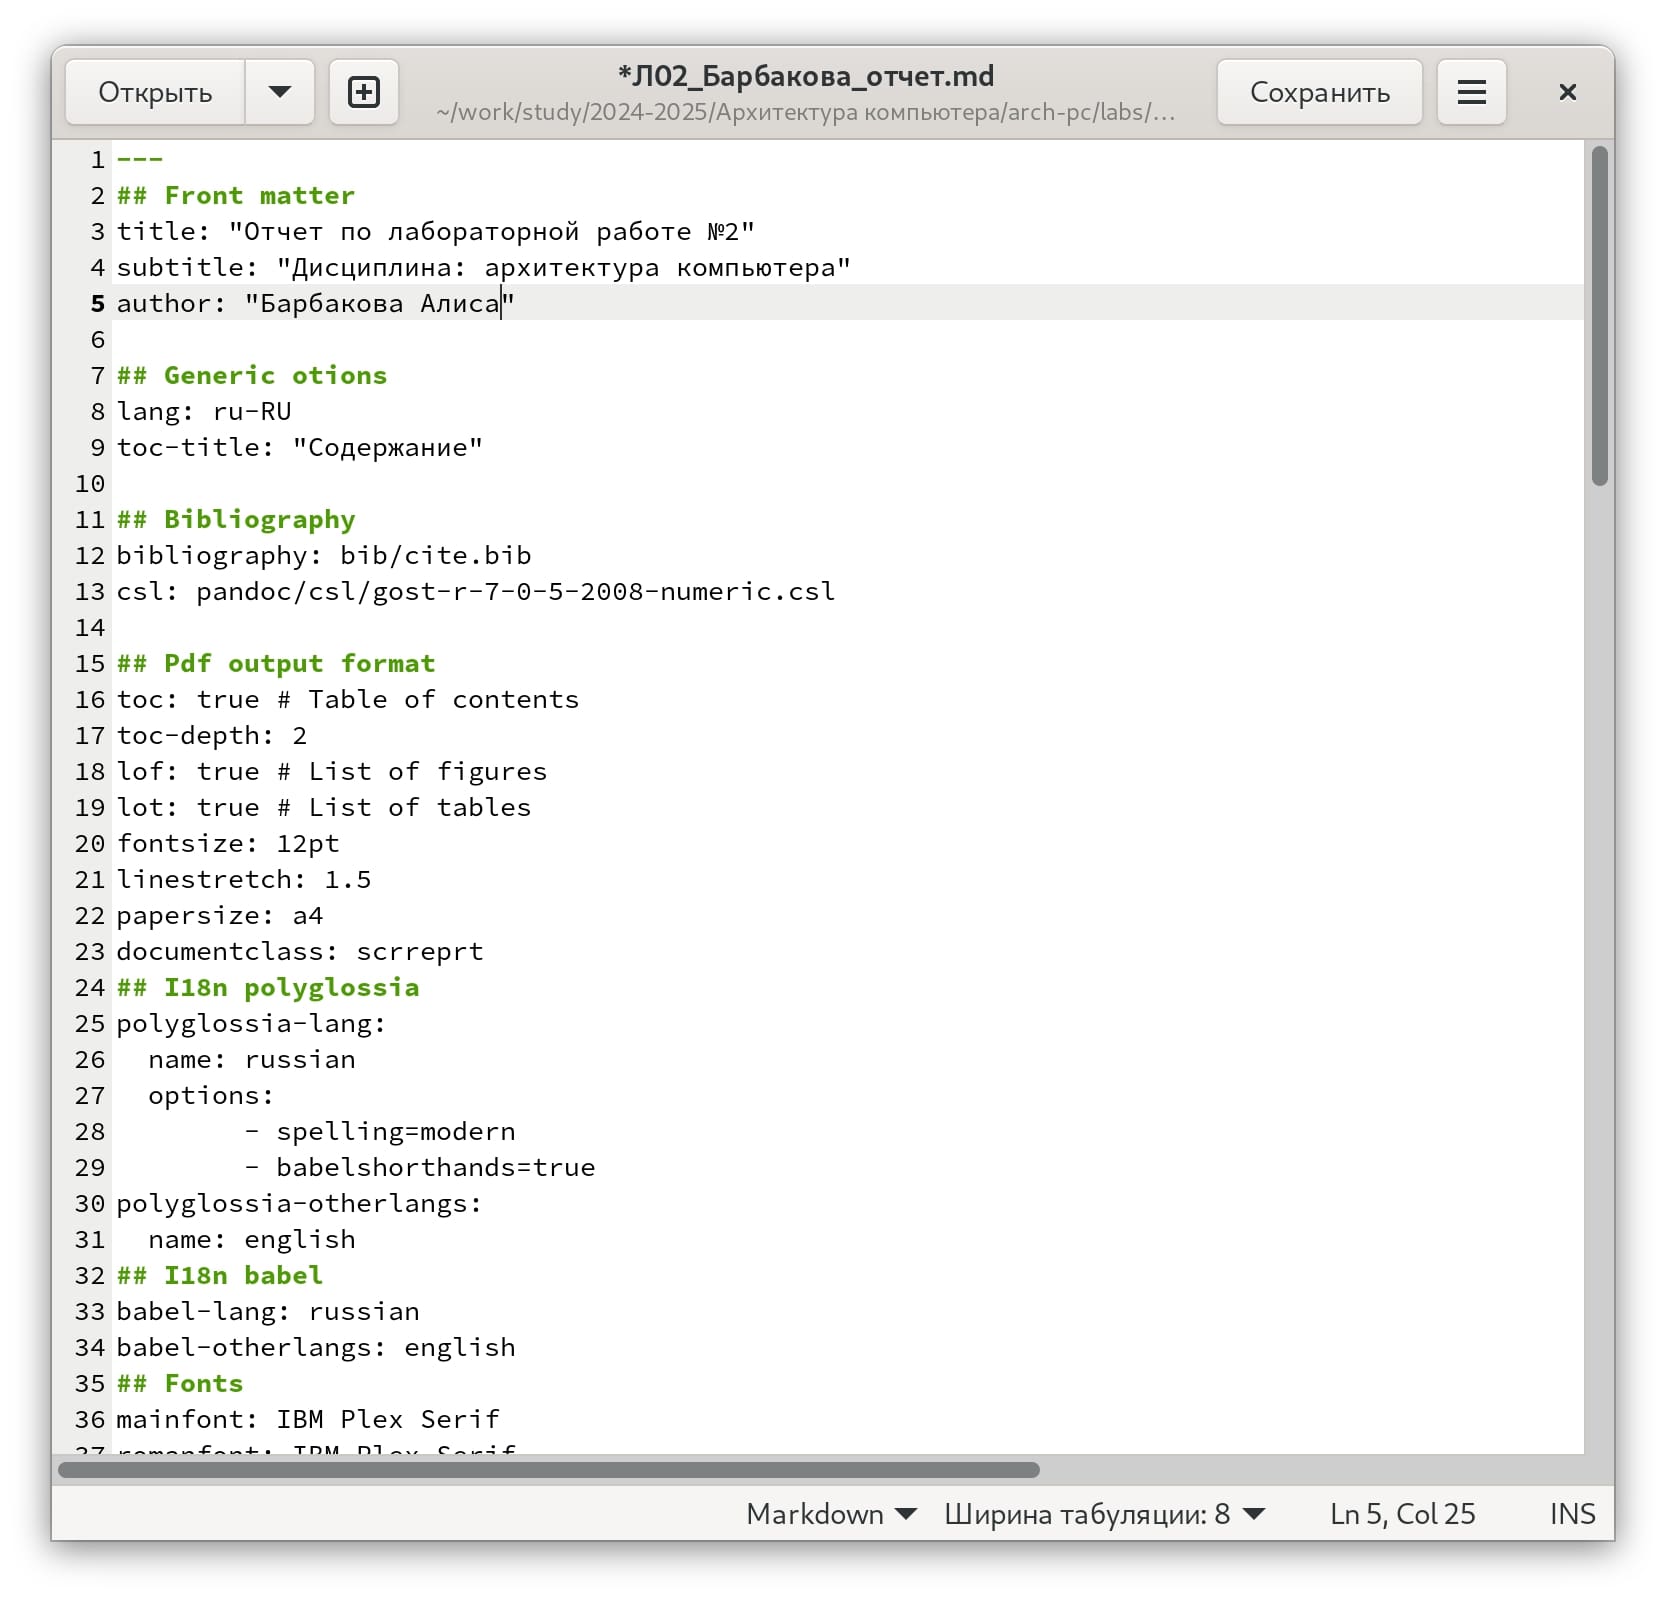 Открыть
*Л02_Барбакова_отчет.md
~/work/study/2024-2025/Архитектура компьютера/arch-pc/labs/…
Сохранить
1 ---
2 ## Front matter
3 title: "Отчет по лабораторной работе №2"
4 subtitle: "Дисциплина: архитектура компьютера"
5 author: "Барбакова Алиса"
6
7 ## Generic otions
8 lang: ru-RU
9 toc-title: "Содержание"
10
11 ## Bibliography
12 bibliography: bib/cite.bib
13 csl: pandoc/csl/gost-r-7-0-5-2008-numeric.csl
14
15 ## Pdf output format
16 toc: true # Table of contents
17 toc-depth: 2
18 lof: true # List of figures
19 lot: true # List of tables
20 fontsize: 12pt
21 linestretch: 1.5
22 papersize: a4
23 documentclass: scrreprt
24 ## I18n polyglossia
25 polyglossia-lang:
26   name: russian
27   options:
28         - spelling=modern
29         - babelshorthands=true
30 polyglossia-otherlangs:
31   name: english
32 ## I18n babel
33 babel-lang: russian
34 babel-otherlangs: english
35 ## Fonts
36 mainfont: IBM Plex Serif
37 romanfont: IBM Plex Serif
Markdown Ширина табуляции: 8 Ln 5, Col 25 INS